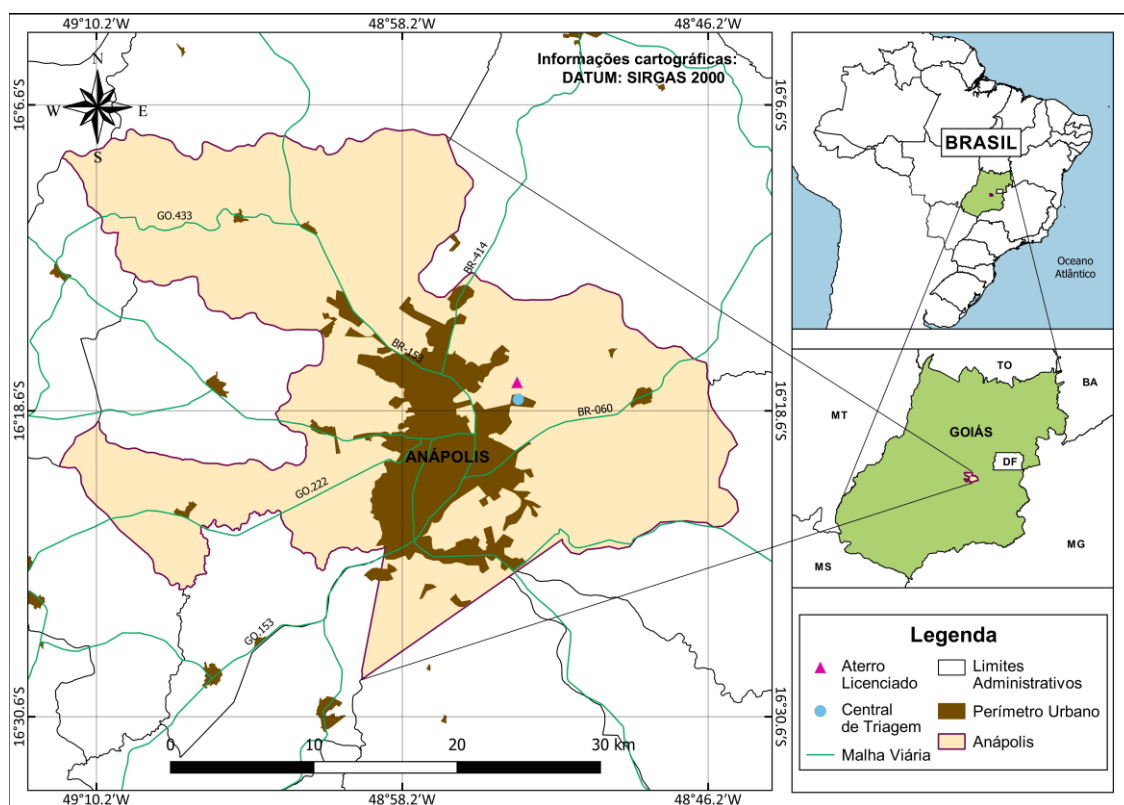 49°10.2'W
48°58.2'W
48°46.2'W
16°6.6'S
16°6.6'S
Informações cartográficas:
DATUM: SIRGAS 2000
N
W
E
S
GO.433
BR-414
BR-153
16°18.6'S
16°18.6'S
BR-060
ANÁPOLIS
GO.222
GO.153
16°30.6'S
16°30.6'S
0
10
20
30 km
49°10.2'W
48°58.2'W
48°46.2'W
BRASIL
Oceano
Atlântico
TO
BA
MT
GOIÁS
DF
MG
MS
Legenda
Aterro
Licenciado
Central
de Triagem
Malha Viária
Limites
Administrativos
Perímetro Urbano
Anápolis